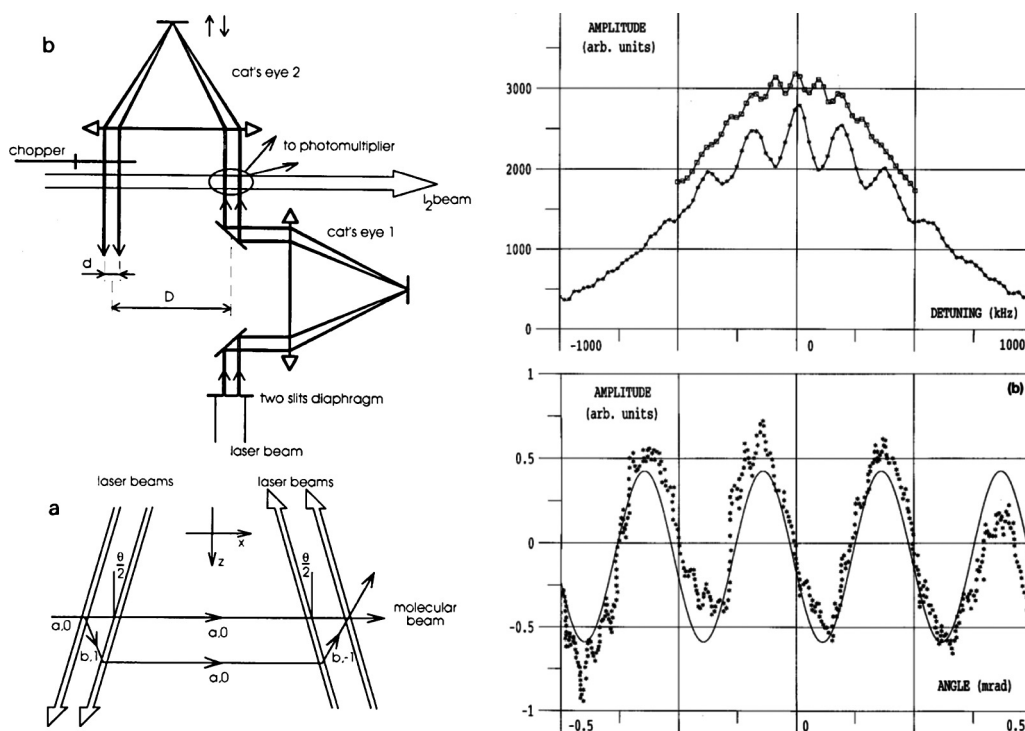 b
cat's eye 2
chopper
to photomultiplier
I₂beam
cat's eye 1
d
D
two slits diaphragm
laser beam
laser beams
laser beams
a
θ/2
x
z
θ/2
molecular
beam
a,0
a,0
b,1
b,-1
a,0
AMPLITUDE
(arb. units)
3000
2000
1000
DETUNING (kHz)
0
-1000
0
1000
1
AMPLITUDE
(arb. units)
(b)
0.5
0
-0.5
ANGLE (mrad)
-1
-0.5
0
0.5